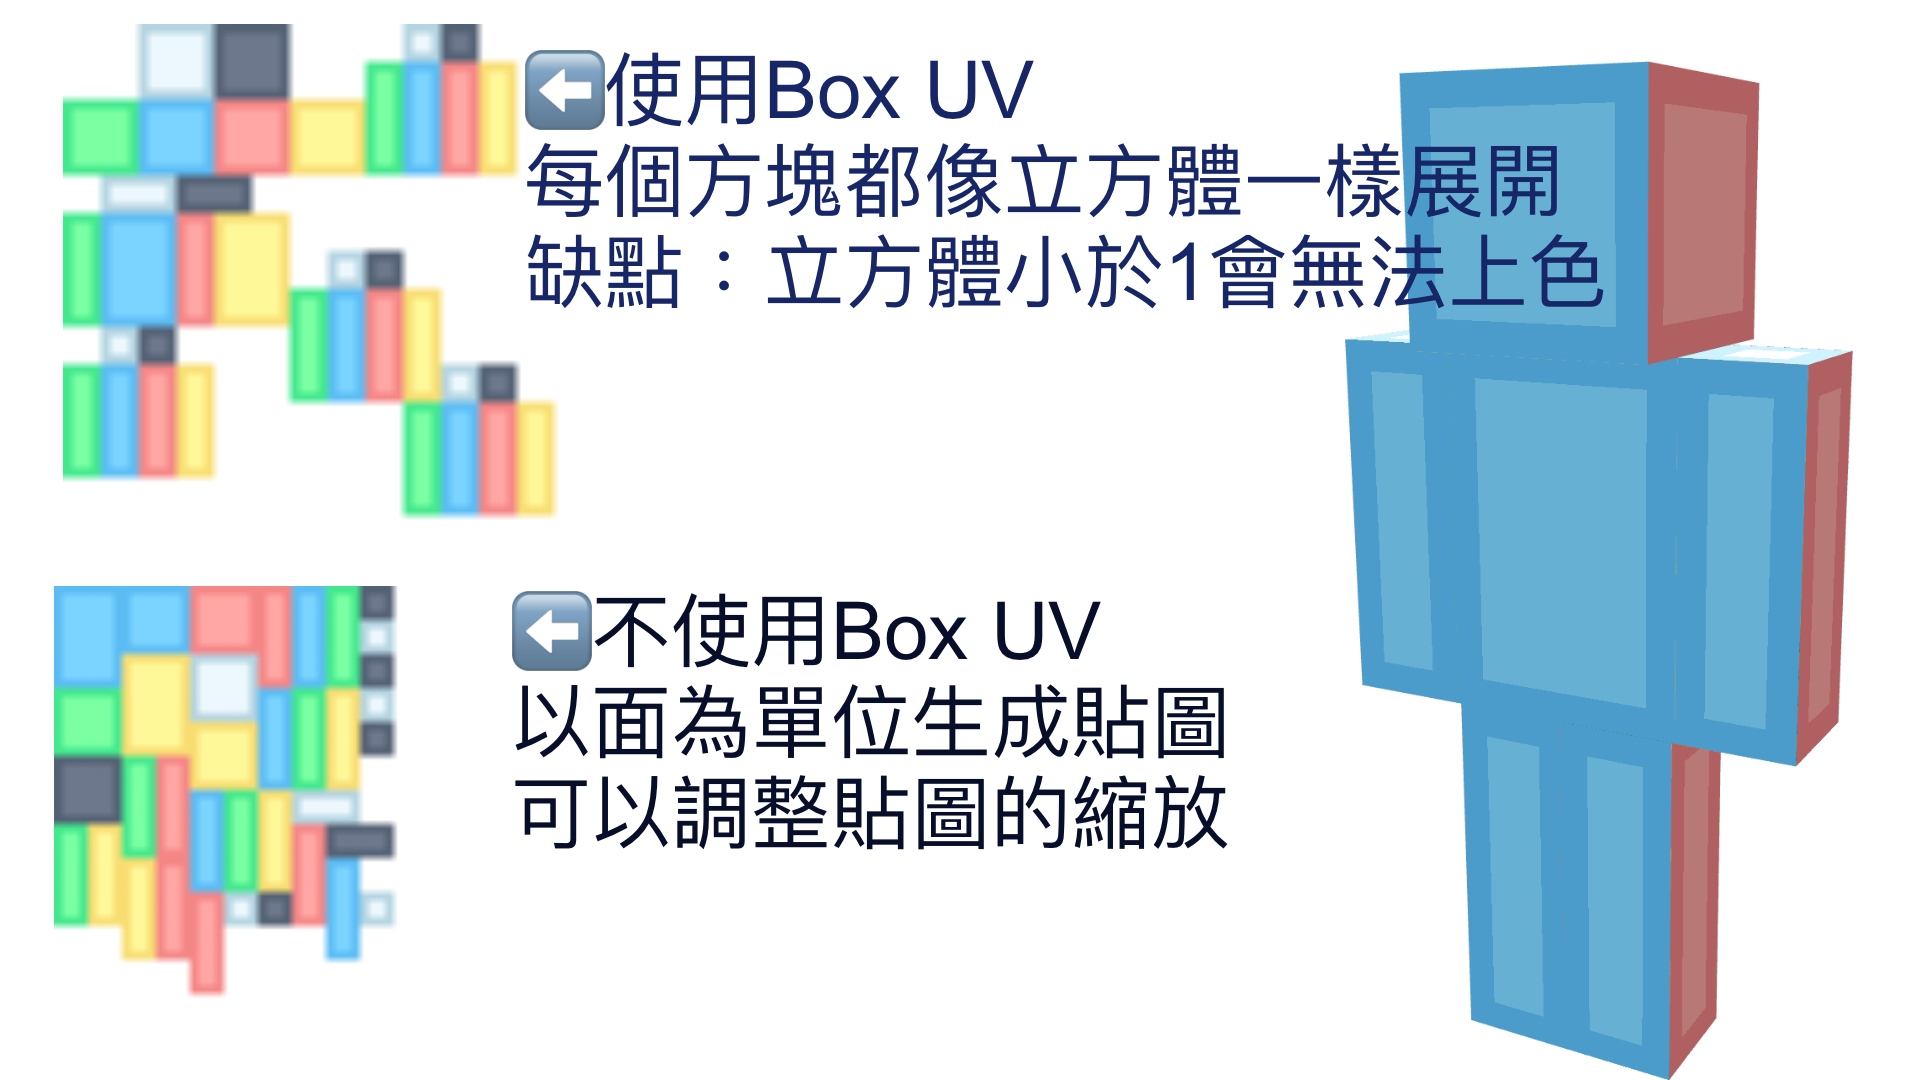 ⬅️使用Box UV
每個方塊都像立方體一樣展開
缺點：立方體小於1會無法上色
⬅️不使用Box UV
以面為單位生成貼圖
可以調整貼圖的縮放